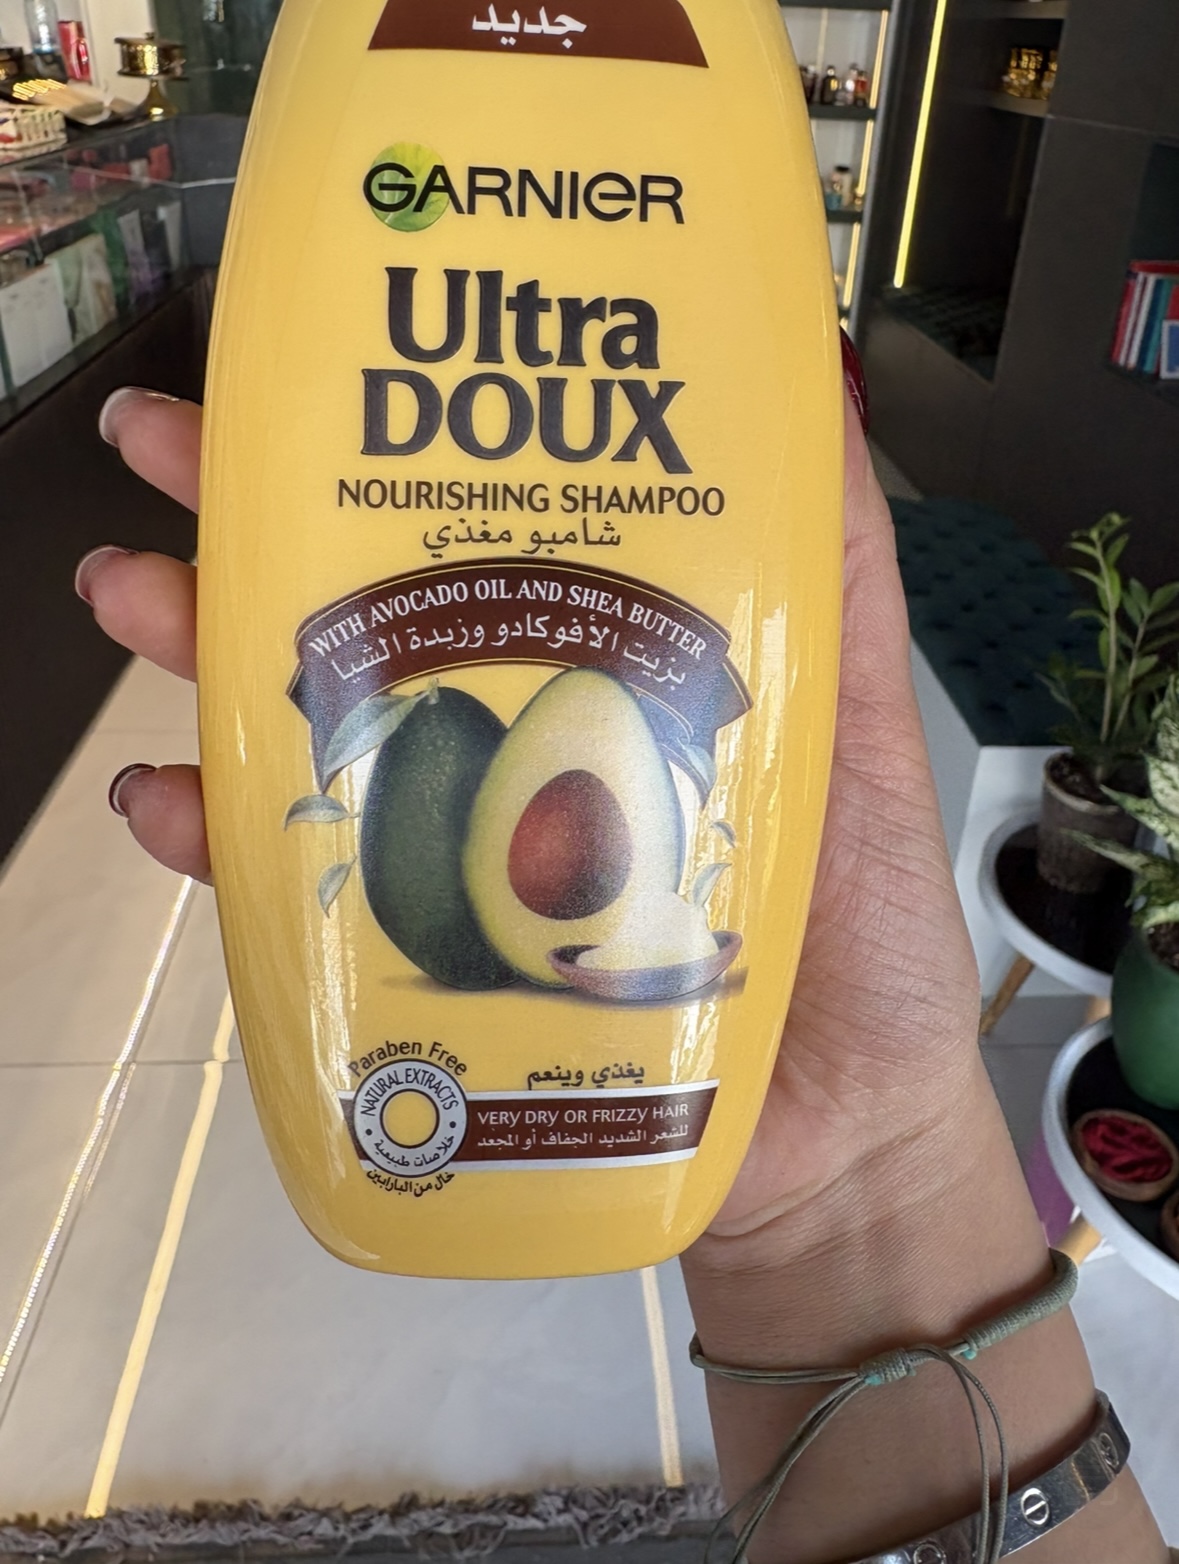 جديد
GARNIER
Ultra
DOUX
NOURISHING SHAMPOO
شامبو مغذي
WITH AVOCADO OIL AND SHEA BUTTER
بزيت الأفوكادو وزبدة الشيا
Paraben Free
NATURAL EXTRACTS
خلاصات طبيعية
خال من البارابين
يغذي وينعم
VERY DRY OR FRIZZY HAIR
للشعر الشديد الجفاف أو المجعد